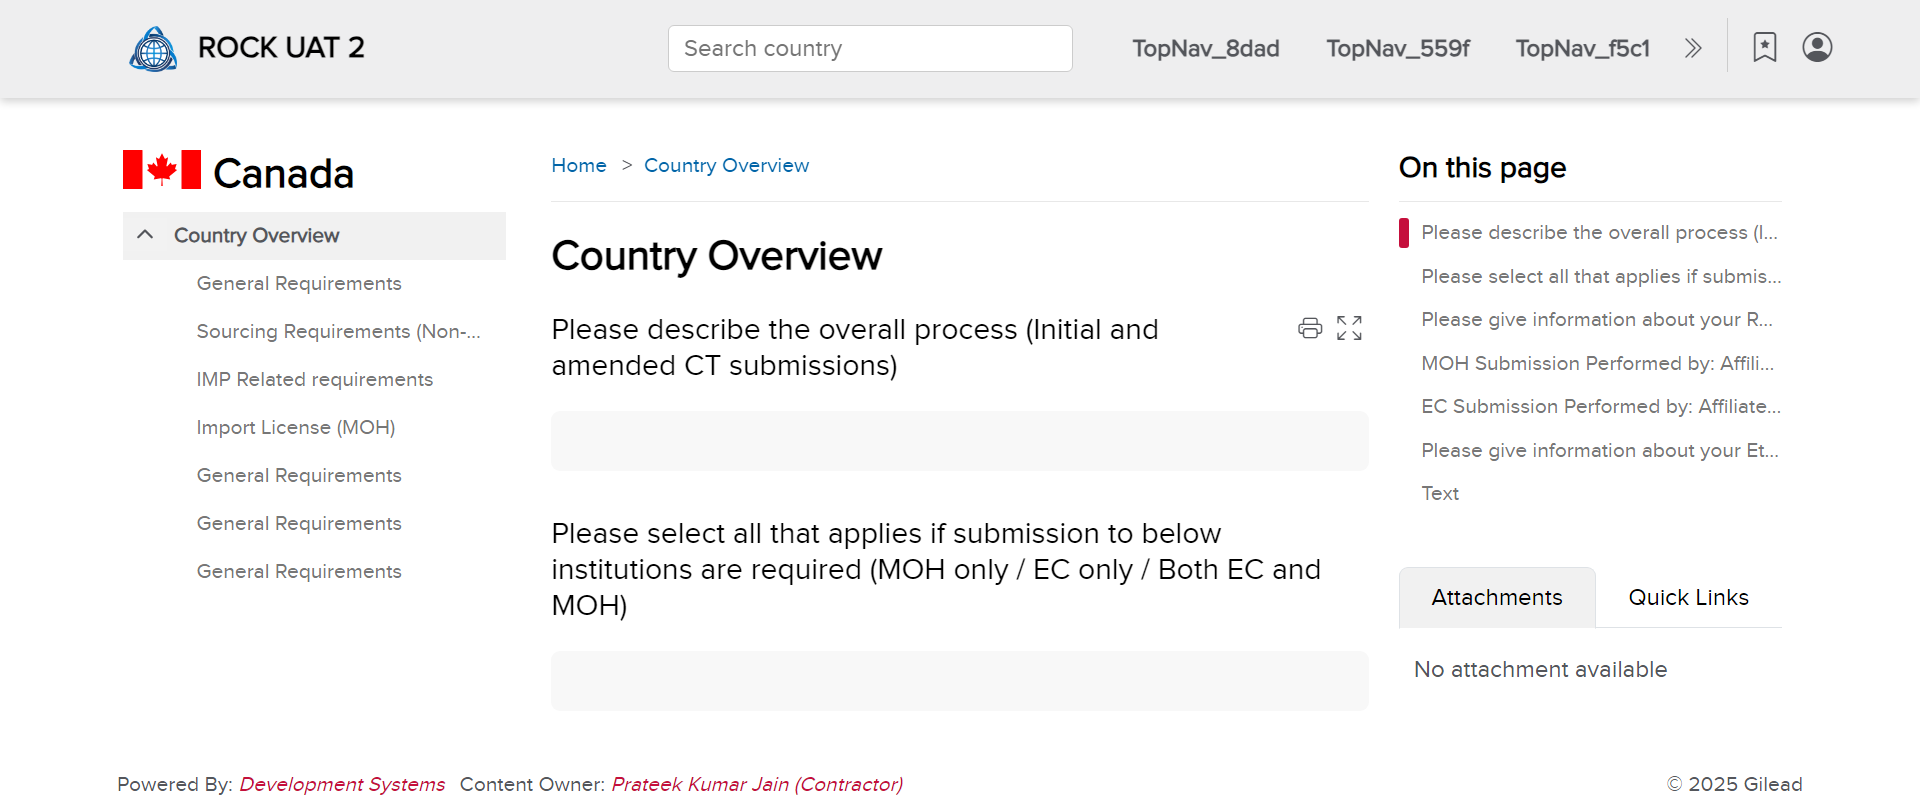 ROCK UAT 2
Search country
TopNav_8dad
TopNav_559f
TopNav_f5c1
Canada
Country Overview
General Requirements
Sourcing Requirements (Non-...
IMP Related requirements
Import License (MOH)
General Requirements
General Requirements
General Requirements
Home > Country Overview
Country Overview
Please describe the overall process (Initial and
amended CT submissions)
Please select all that applies if submission to below
institutions are required (MOH only / EC only / Both EC and
MOH)
On this page
Please describe the overall process (I...
Please select all that applies if submis...
Please give information about your R...
MOH Submission Performed by: Affili...
EC Submission Performed by: Affiliate...
Please give information about your Et...
Text
Attachments
Quick Links
No attachment available
Powered By: Development Systems Content Owner: Prateek Kumar Jain (Contractor)
© 2025 Gilead